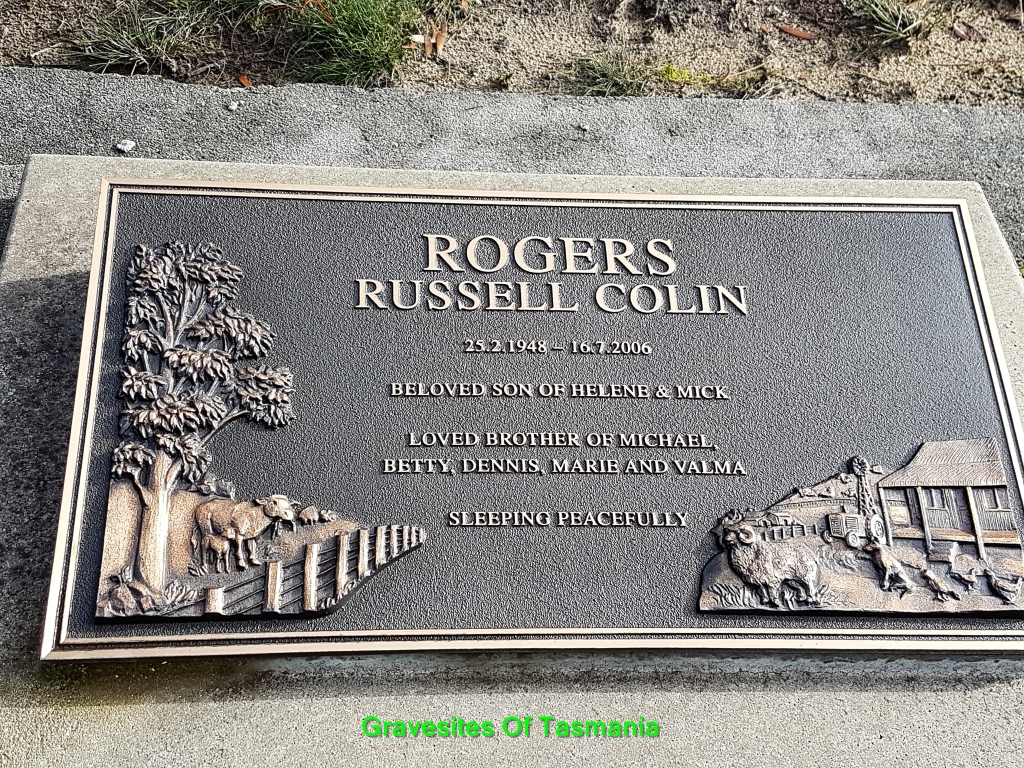 ROGERS
RUSSELL COLIN
25.2.1948 – 16.7.2006
BELOVED SON OF HELENE & MICK
LOVED BROTHER OF MICHAEL,
BETTY, DENNIS, MARIE AND VALMA
SLEEPING PEACEFULLY
Gravesites Of Tasmania